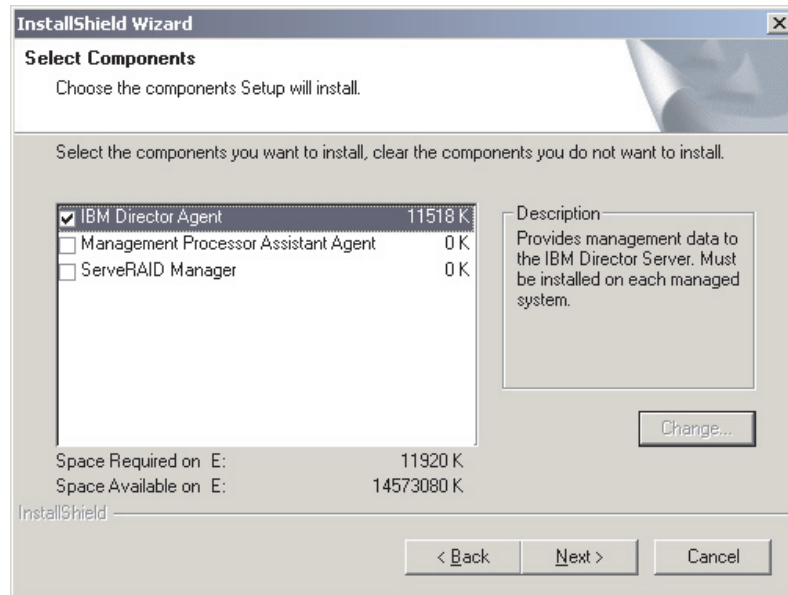 InstallShield Wizard
Select Components
Choose the components Setup will install.
Select the components you want to install, clear the components you do not want to install.
IBM Director Agent 11518 K
Management Processor Assistant Agent 0 K
ServeRAID Manager 0 K
Description
Provides management data to
the IBM Director Server. Must
be installed on each managed
system.
Change...
Space Required on E: 11920 K
Space Available on E: 14573080 K
InstallShield
< Back Next > Cancel